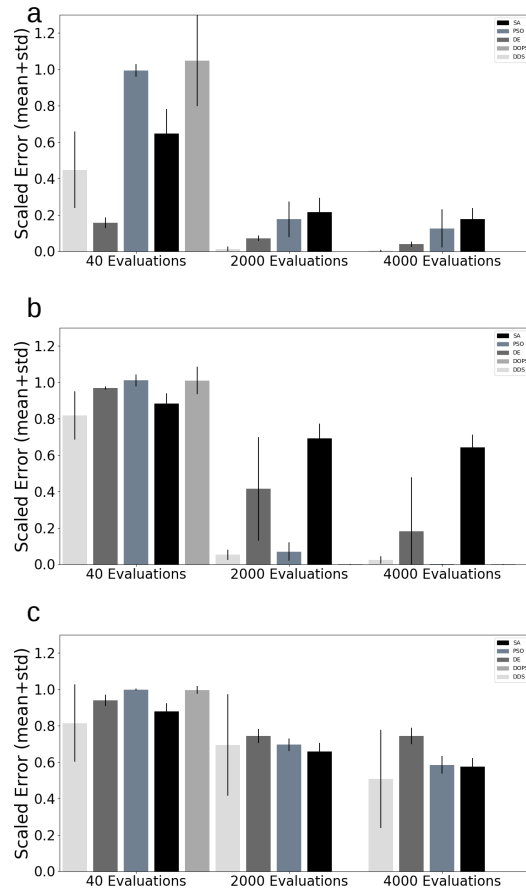 a
Scaled Error (mean+std)
1.2
1.0
0.8
0.6
0.4
0.2
0.0
SA
PSO
DE
DOPS
DDS
40 Evaluations
2000 Evaluations
4000 Evaluations
b
Scaled Error (mean+std)
1.2
1.0
0.8
0.6
0.4
0.2
0.0
SA
PSO
DE
DOPS
DDS
40 Evaluations
2000 Evaluations
4000 Evaluations
c
Scaled Error (mean+std)
1.2
1.0
0.8
0.6
0.4
0.2
0.0
SA
PSO
DE
DOPS
DDS
40 Evaluations
2000 Evaluations
4000 Evaluations